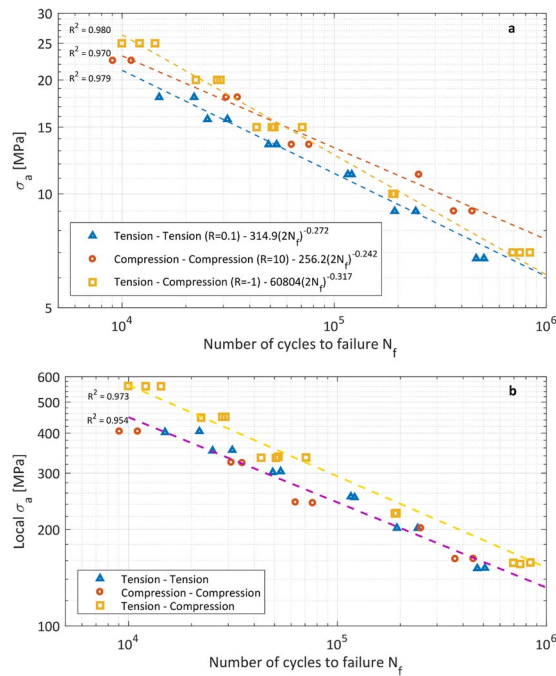 a
30
25
20
15
10
5
σa [MPa]
R² = 0.980
R² = 0.970
R² = 0.979
Tension - Tension (R=0.1) - 314.9(2Nf)^-0.272
Compression - Compression (R=10) - 256.2(2Nf)^-0.242
Tension - Compression (R=-1) - 60804(2Nf)^-0.317
10⁴ 10⁵ 10⁶
Number of cycles to failure Nf
b
600
500
400
300
200
100
Local σa [MPa]
R² = 0.973
R² = 0.954
Tension - Tension
Compression - Compression
Tension - Compression
10⁴ 10⁵ 10⁶
Number of cycles to failure Nf